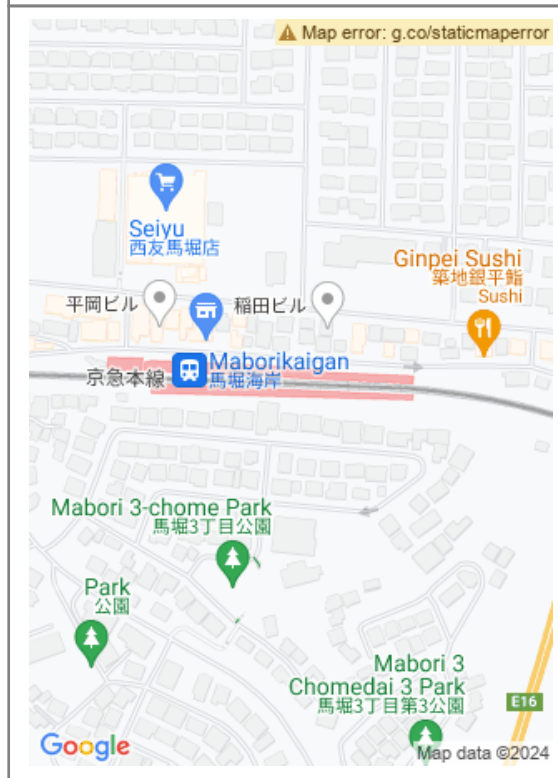 Map error: g.co/staticmaperror
Seiyu
西友馬堀店
Ginpei Sushi
築地銀平鮨
Sushi
平岡ビル
稲田ビル
Maborikaigan
京急本線
馬堀海岸
Mabori 3-chome Park
馬堀3丁目公園
Park
公園
Mabori 3
Chomedai 3 Park
馬堀3丁目第3公園
E16
Google
Map data ©2024